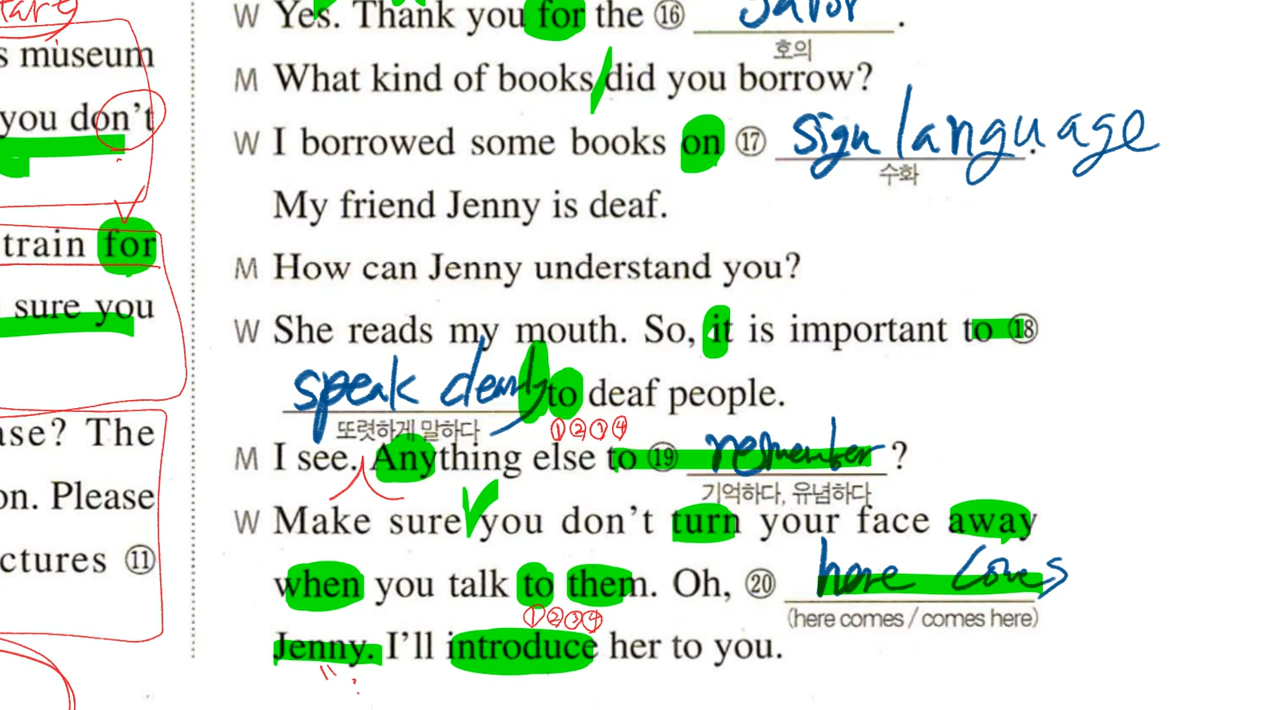 W Yes. Thank you for the ⑯ favor.
호의
s museum
M What kind of books/did you borrow?
you don't
W I borrowed some books on ⑰ sign language.
수화
My friend Jenny is deaf.
train for
M How can Jenny understand you?
sure you
W She reads my mouth. So, it is important to ⑱
speak clearly to deaf people.
또렷하게 말하다 ①②③④
ase? The
M I see. Anything else to ⑲ remember?
기억하다, 유념하다
on. Please
W Make sure you don't turn your face away
ctures ⑪
when you talk to them. Oh, ⑳ here comes
①②③④ (here comes / comes here)
Jenny. I'll introduce her to you.